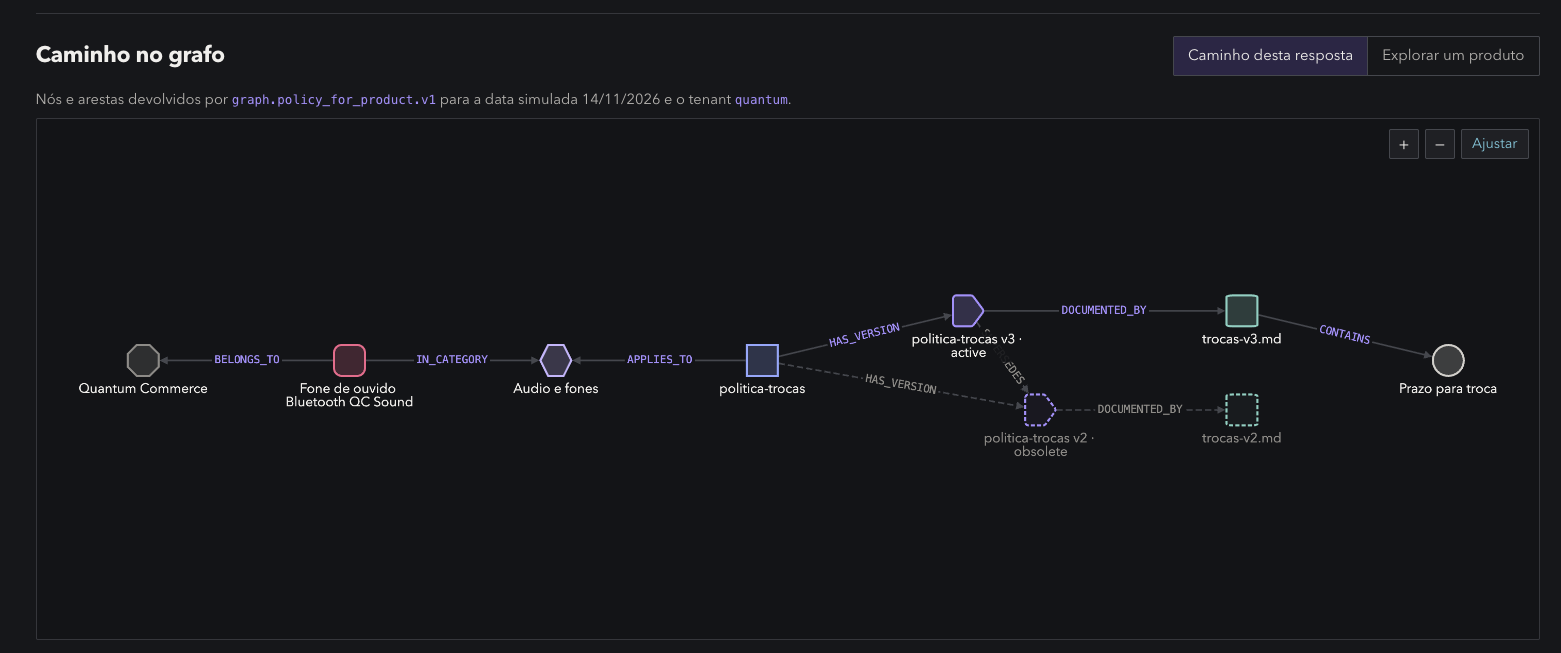 Caminho no grafo
Caminho desta resposta
Explorar um produto
Nós e arestas devolvidos por graph.policy_for_product.v1 para a data simulada 14/11/2026 e o tenant quantum.
+
−
Ajustar
BELONGS_TO
IN_CATEGORY
APPLIES_TO
HAS_VERSION
DOCUMENTED_BY
CONTAINS
Quantum Commerce
Fone de ouvido
Bluetooth QC Sound
Audio e fones
politica-trocas
politica-trocas v3 ·
active
trocas-v3.md
Prazo para troca
HAS_VERSION
DOCUMENTED_BY
politica-trocas v2 ·
obsolete
trocas-v2.md